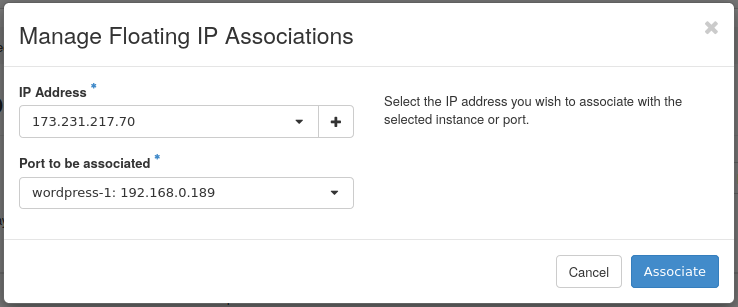 Manage Floating IP Associations
×
IP Address *
173.231.217.70
+
Select the IP address you wish to associate with the
selected instance or port.
Port to be associated *
wordpress-1: 192.168.0.189
Cancel
Associate